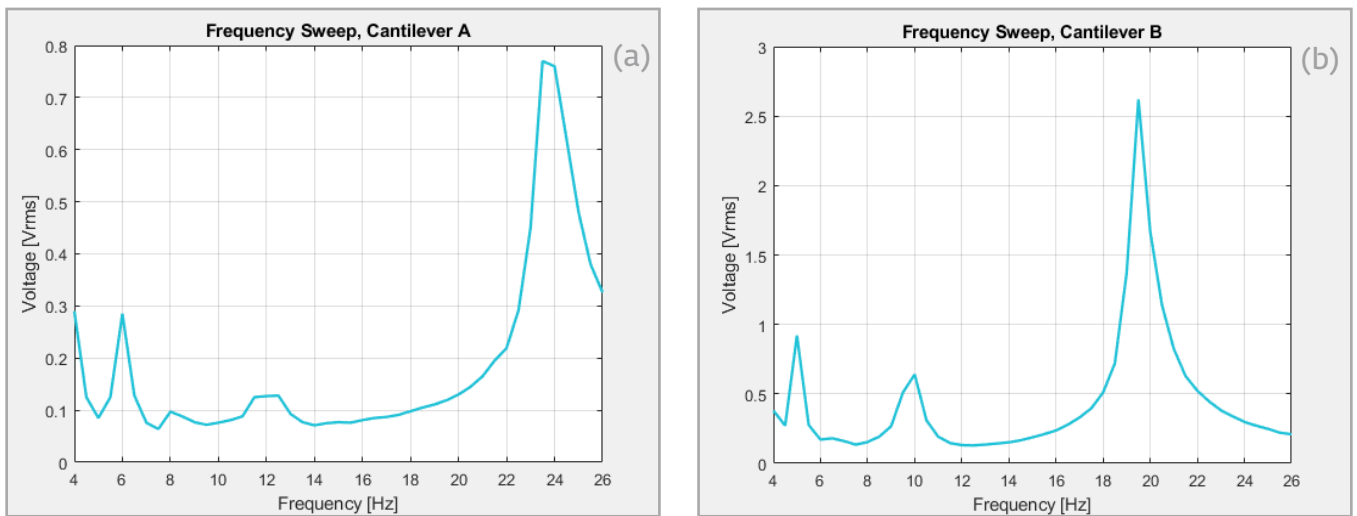 Frequency Sweep, Cantilever A
(a)
0.8
0.7
0.6
0.5
0.4
0.3
0.2
0.1
0
Voltage [Vrms]
4 6 8 10 12 14 16 18 20 22 24 26
Frequency [Hz]
Frequency Sweep, Cantilever B
(b)
3
2.5
2
1.5
1
0.5
0
Voltage [Vrms]
4 6 8 10 12 14 16 18 20 22 24 26
Frequency [Hz]